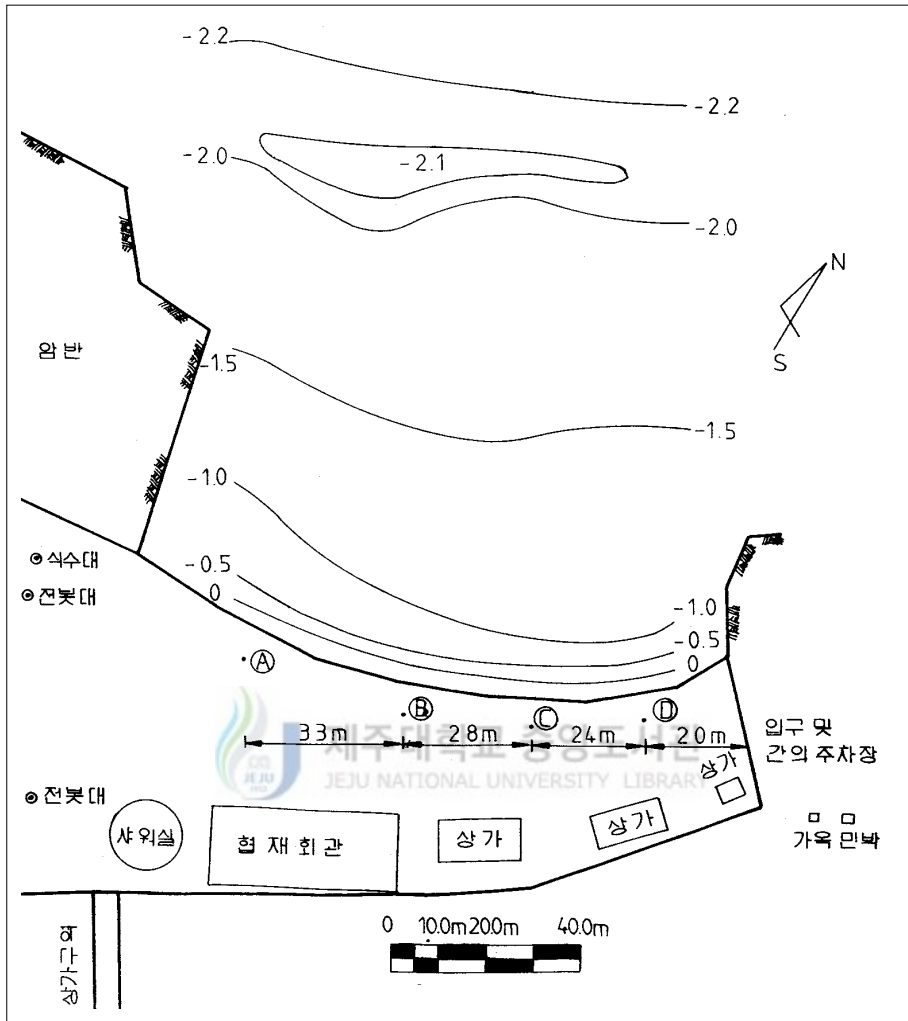 -2.2
-2.2
-2.0
-2.1
-2.0
N
S
암반
-1.5
-1.5
-1.0
식수대
전봇대
-0.5
0
-1.0
-0.5
0
A
B
C
D
33m
28m
24m
20m
제주대학교 중앙도서관
JEJU NATIONAL UNIVERSITY LIBRARY
JEJU
1952
입구 및
간의 주차장
전봇대
샤워실
협재회관
상가
상가
상가
가옥 민박
0 10.0m 20.0m 40.0m
상가구역